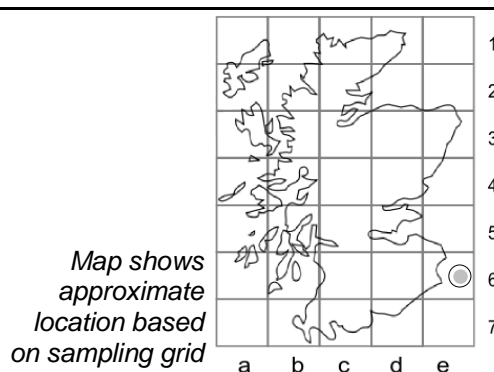 Map shows
approximate
location based
on sampling grid
1
2
3
4
5
6
7
a b c d e